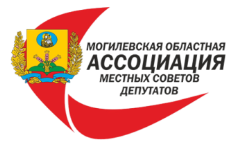 МОГИЛЕВСКАЯ ОБЛАСТНАЯ
АССОЦИАЦИЯ
МЕСТНЫХ СОВЕТОВ
ДЕПУТАТОВ